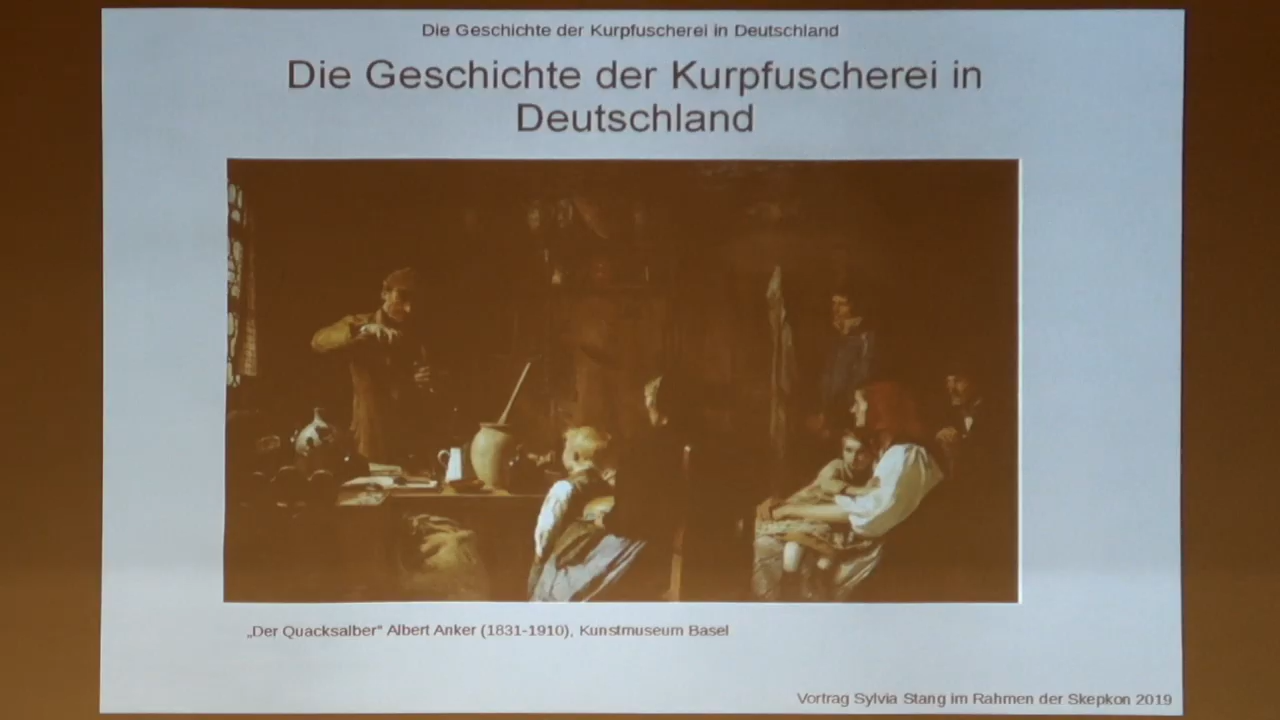 Die Geschichte der Kurpfuscherei in Deutschland
Die Geschichte der Kurpfuscherei in
Deutschland
„Der Quacksalber“ Albert Anker (1831-1910), Kunstmuseum Basel
Vortrag Sylvia Stang im Rahmen der Skepkon 2019